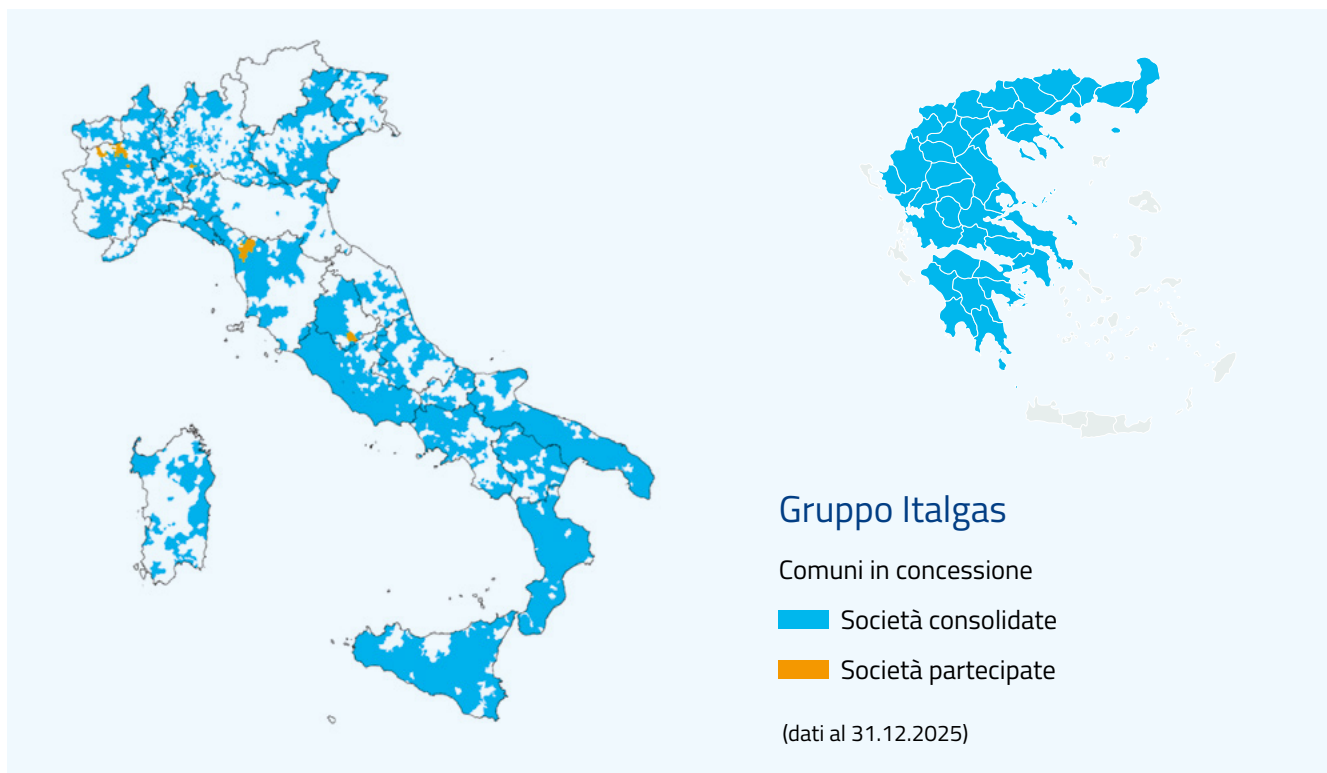 Gruppo Italgas
Comuni in concessione
Società consolidate
Società partecipate
(dati al 31.12.2025)